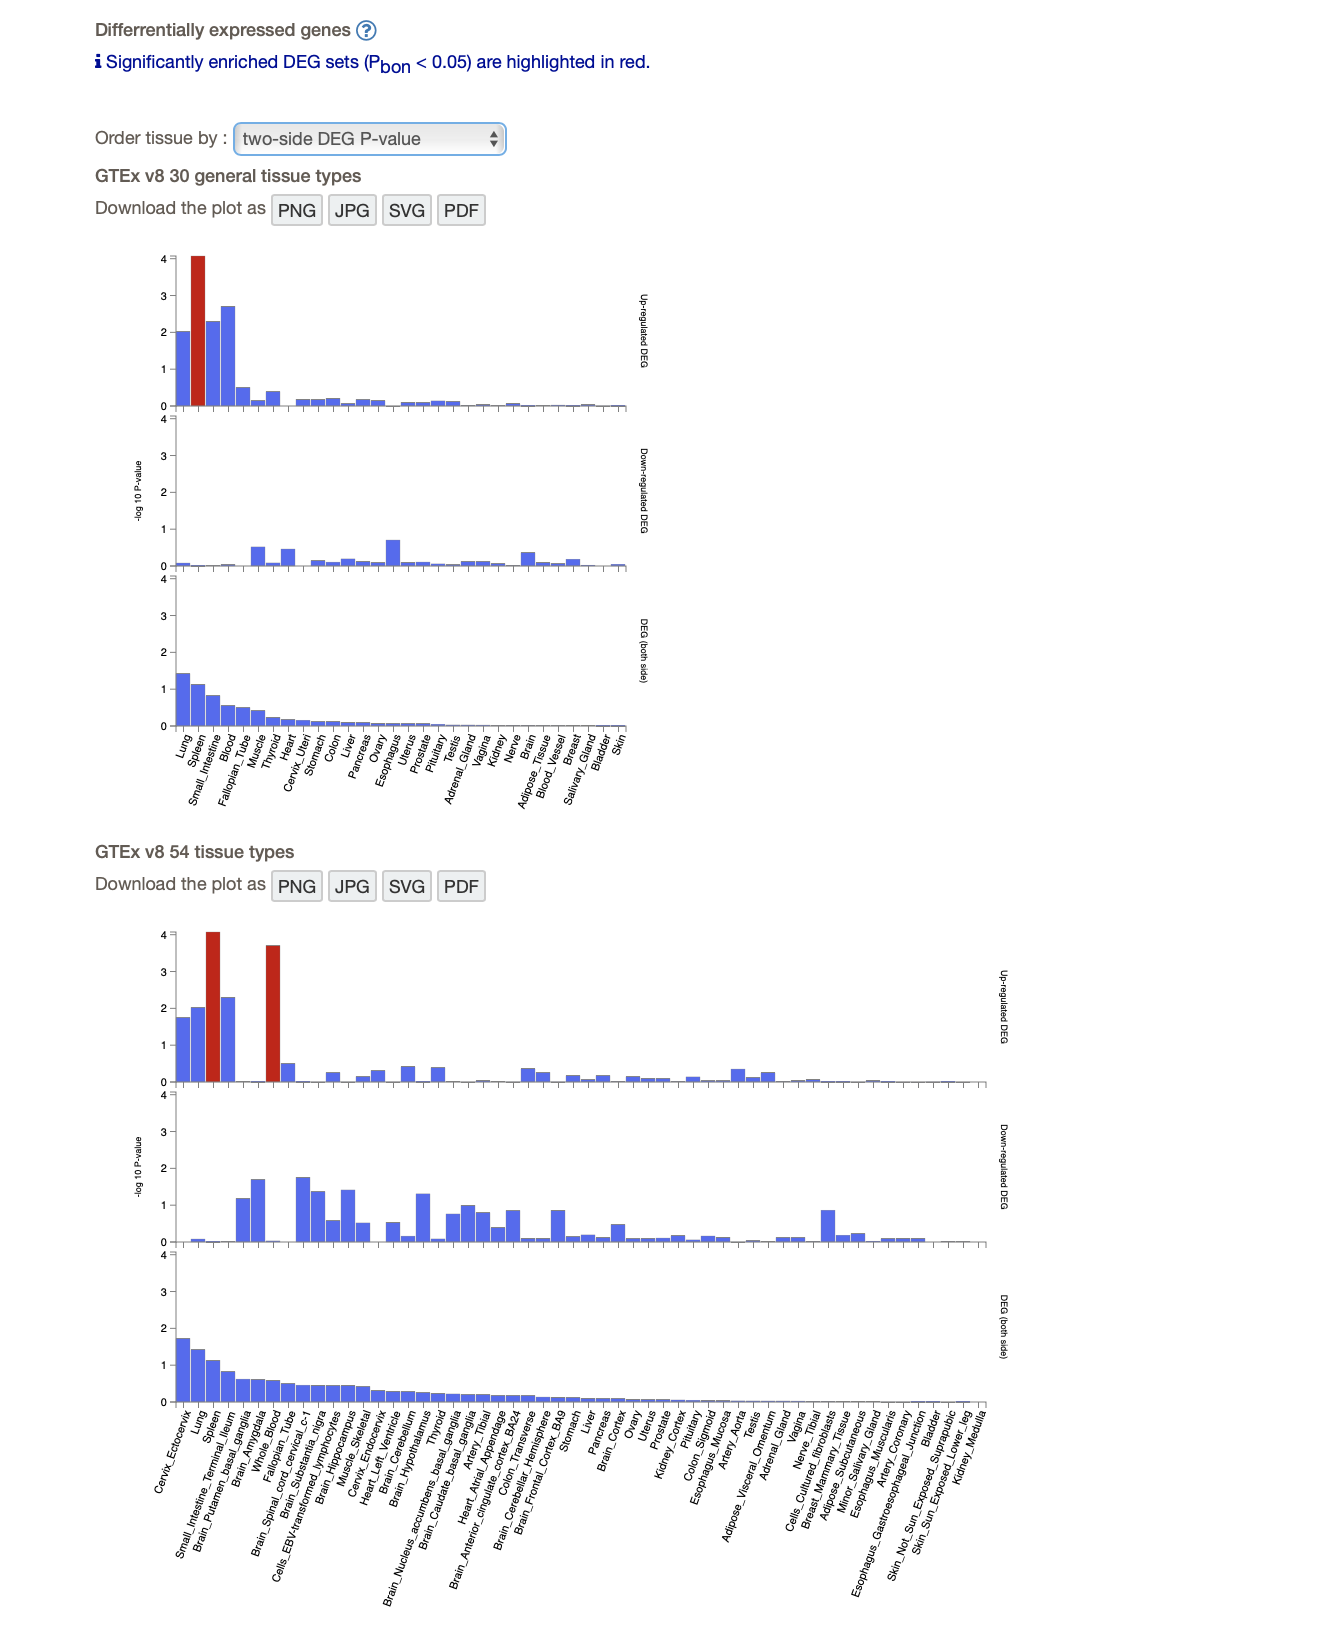 Differrentially expressed genes ?
i Significantly enriched DEG sets (Pbon < 0.05) are highlighted in red.
Order tissue by : two-side DEG P-value
GTEx v8 30 general tissue types
Download the plot as PNG JPG SVG PDF
4
3
2
1
0
Up-regulated DEG
4
3
2
1
0
-log 10 P-value
Down-regulated DEG
4
3
2
1
0
DEG (both side)
Lung
Spleen
Small_Intestine
Blood
Fallopian_Tube
Muscle
Thyroid
Heart
Cervix_Uteri
Stomach
Colon
Liver
Pancreas
Ovary
Esophagus
Uterus
Prostate
Pituitary
Testis
Adrenal_Gland
Vagina
Kidney
Nerve
Brain
Adipose_Tissue
Blood_Vessel
Breast
Salivary_Gland
Bladder
Skin
GTEx v8 54 tissue types
Download the plot as PNG JPG SVG PDF
4
3
2
1
0
Up-regulated DEG
4
3
2
1
0
-log 10 P-value
Down-regulated DEG
4
3
2
1
0
DEG (both side)
Cervix_Ectocervix
Lung
Spleen
Small_Intestine_Terminal_Ileum
Brain_Putamen_basal_ganglia
Brain_Amygdala
Whole_Blood
Fallopian_Tube
Brain_Spinal_cord_cervical_c-1
Brain_Substantia_nigra
Cells_EBV-transformed_lymphocytes
Brain_Hippocampus
Muscle_Skeletal
Cervix_Endocervix
Heart_Left_Ventricle
Brain_Cerebellum
Brain_Hypothalamus
Thyroid
Brain_Nucleus_accumbens_basal_ganglia
Brain_Caudate_basal_ganglia
Artery_Tibial
Heart_Atrial_Appendage
Brain_Anterior_cingulate_cortex_BA24
Colon_Transverse
Brain_Cerebellar_Hemisphere
Brain_Frontal_Cortex_BA9
Stomach
Liver
Pancreas
Brain_Cortex
Ovary
Uterus
Prostate
Kidney_Cortex
Pituitary
Colon_Sigmoid
Esophagus_Mucosa
Artery_Aorta
Testis
Adipose_Visceral_Omentum
Adrenal_Gland
Vagina
Nerve_Tibial
Cells_Cultured_fibroblasts
Breast_Mammary_Tissue
Adipose_Subcutaneous
Minor_Salivary_Gland
Esophagus_Muscularis
Artery_Coronary
Esophagus_Gastroesophageal_Junction
Bladder
Skin_Not_Sun_Exposed_Suprapubic
Skin_Sun_Exposed_Lower_leg
Kidney_Medulla